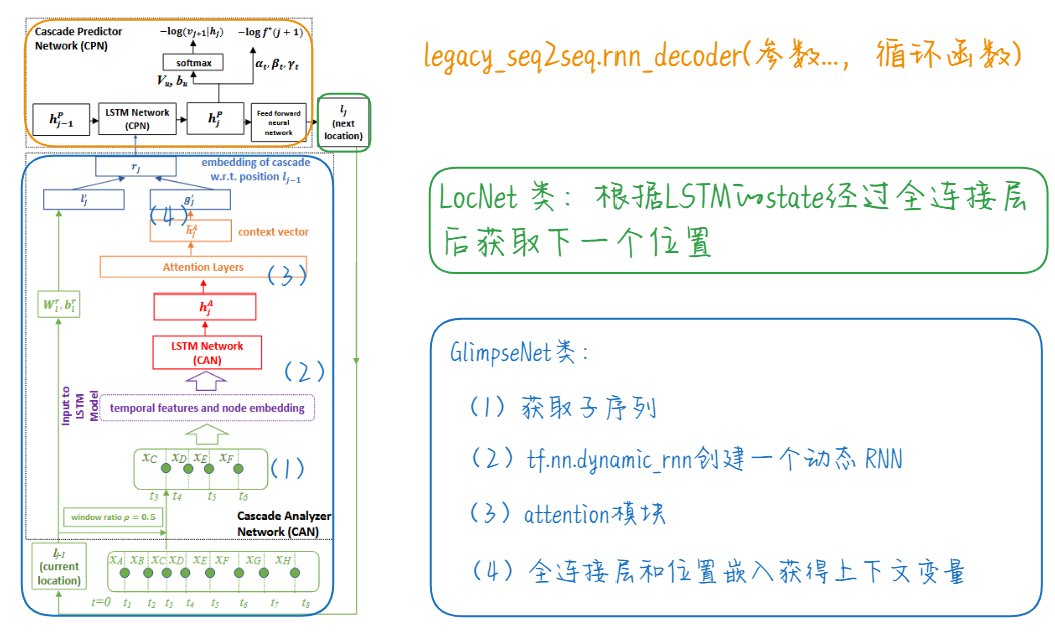 Cascade Predictor
Network (CPN)
−log(v_{j+1}|h_j)
−log f*(j + 1)
softmax
V_u, b_u
α_t, β_t, γ_t
h^P_{j-1}
LSTM Network
(CPN)
h^P_j
Feed forward
neural
network
l_j
(next
location)
r_j
embedding of cascade
w.r.t. position l_{j-1}
l'_j
g'_j
(4)
h̄^A_j
context vector
Attention Layers
(3)
W^r_l, b^r_l
h^A_j
LSTM Network
(CAN)
(2)
Input to
LSTM
Model
temporal features and node embedding
x_C x_D x_E x_F
(1)
t_3 t_4 t_5 t_6
window ratio ρ = 0.5
Cascade Analyzer
Network (CAN)
l_{j-1}
(current
location)
x_A x_B x_C x_D x_E x_F x_G x_H
t=0 t_1 t_2 t_3 t_4 t_5 t_6 t_7 t_8
legacy_seq2seq.rnn_decoder(参数..., 循环函数)
LocNet 类：根据LSTM的state经过全连接层
后获取下一个位置
GlimpseNet类：
（1）获取子序列
（2）tf.nn.dynamic_rnn创建一个动态 RNN
（3）attention模块
（4）全连接层和位置嵌入获得上下文变量